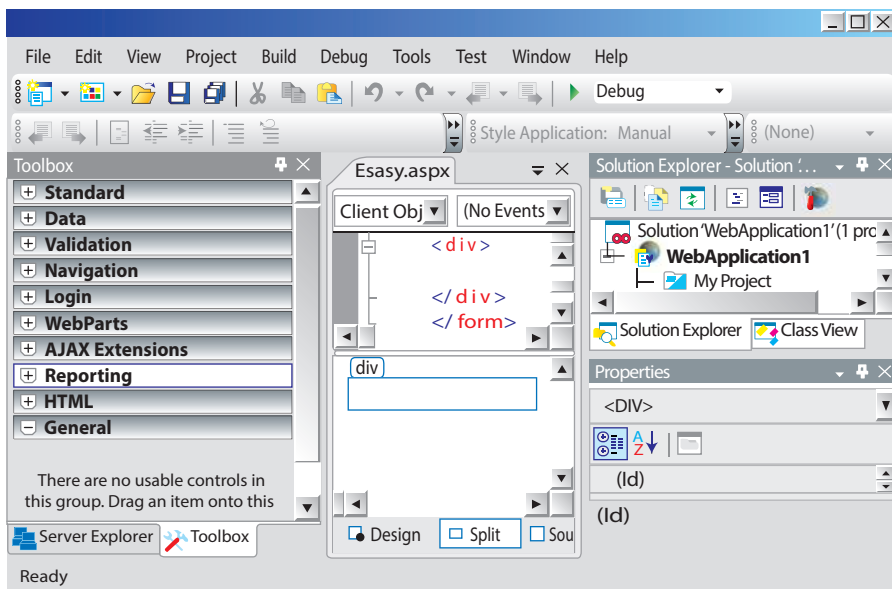 File Edit View Project Build Debug Tools Test Window Help
Debug
Style Application: Manual
(None)
Toolbox
Standard
Data
Validation
Navigation
Login
WebParts
AJAX Extensions
Reporting
HTML
General
There are no usable controls in
this group. Drag an item onto this
Server Explorer
Toolbox
Esasy.aspx
Client Obj
(No Events
<div>
</div>
</form>
div
Design
Split
Sou
Solution Explorer - Solution '...
Solution 'WebApplication1' (1 prc
WebApplication1
My Project
Solution Explorer
Class View
Properties
<DIV>
A
Z
(Id)
(Id)
Ready